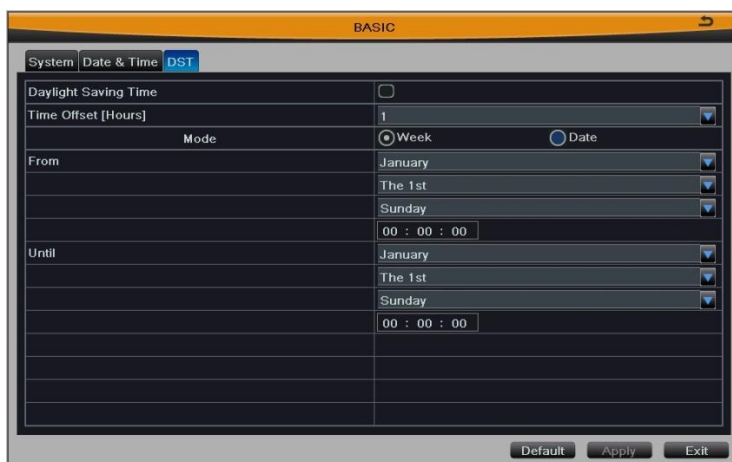 BASIC
System Date & Time DST
Daylight Saving Time
Time Offset [Hours] 1
Mode Week Date
From January
The 1st
Sunday
00 : 00 : 00
Until January
The 1st
Sunday
00 : 00 : 00
Default Apply Exit